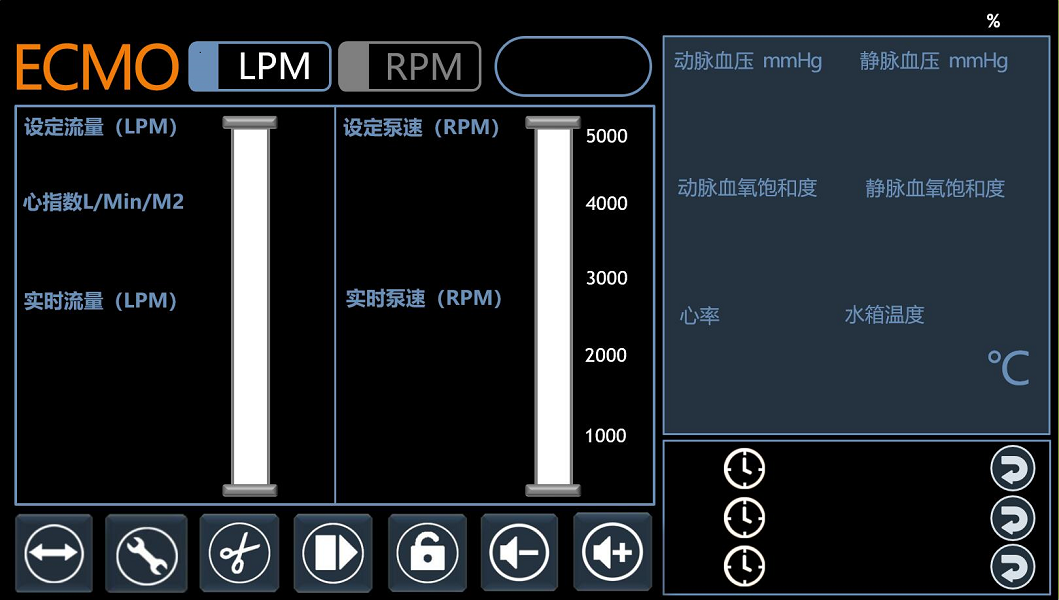 %
ECMO LPM RPM
设定流量（LPM）
心指数L/Min/M2
实时流量（LPM）
设定泵速（RPM）
实时泵速（RPM）
5000
4000
3000
2000
1000
动脉血压 mmHg 静脉血压 mmHg
动脉血氧饱和度 静脉血氧饱和度
心率 水箱温度
°C